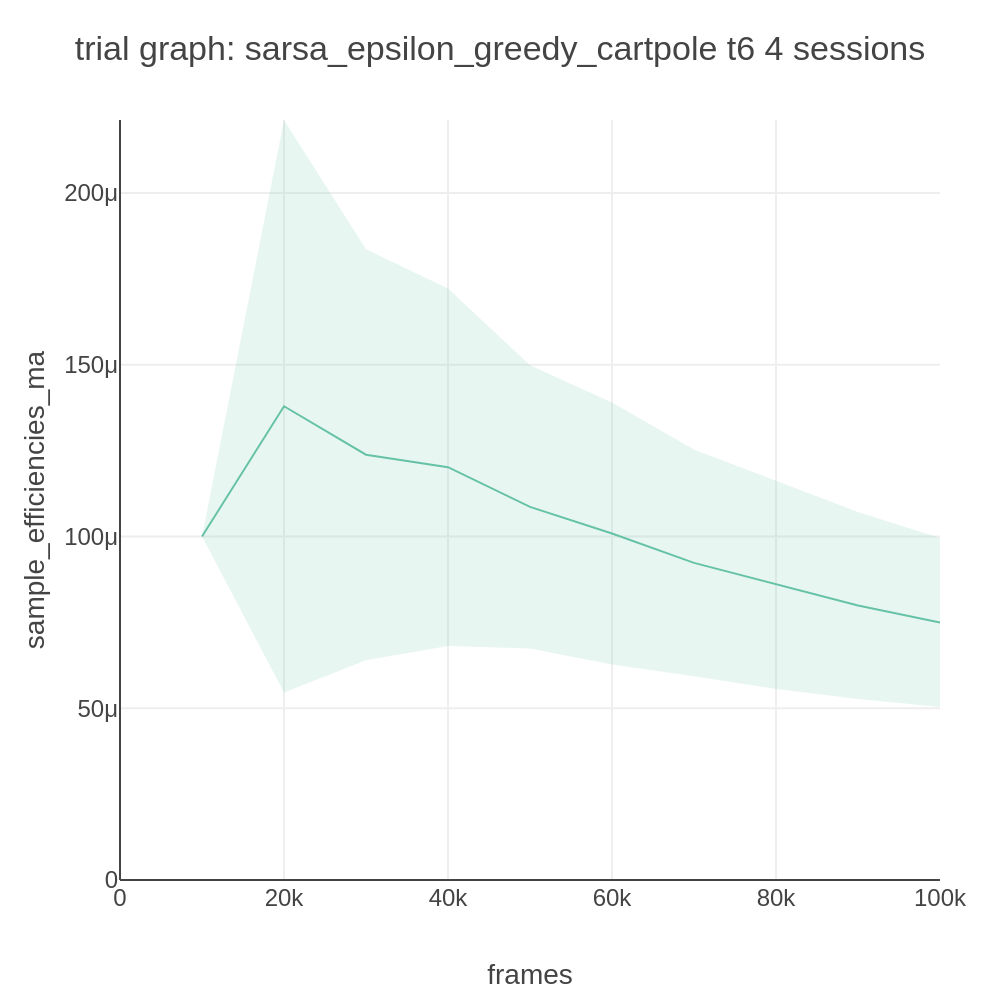 trial graph: sarsa_epsilon_greedy_cartpole t6 4 sessions
200μ
150μ
100μ
50μ
0
sample_efficiencies_ma
0 20k 40k 60k 80k 100k
frames